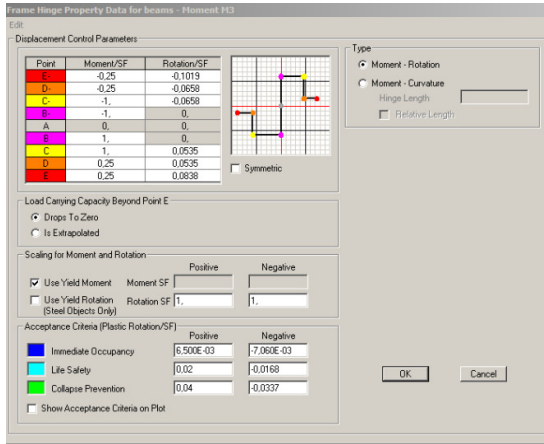 Frame Hinge Property Data for beams - Moment M3
Edit
Displacement Control Parameters
Point Moment/SF Rotation/SF
E- -0,25 -0,1019
D- -0,25 -0,0658
C- -1, -0,0658
B- -1, 0,
A 0, 0,
B 1, 0,
C 1, 0,0535
D 0,25 0,0535
E 0,25 0,0838
Symmetric
Type
Moment - Rotation
Moment - Curvature
Hinge Length
Relative Length
Load Carrying Capacity Beyond Point E
Drops To Zero
Is Extrapolated
Scaling for Moment and Rotation
Positive Negative
Use Yield Moment Moment SF
Use Yield Rotation Rotation SF 1, 1,
(Steel Objects Only)
Acceptance Criteria (Plastic Rotation/SF)
Positive Negative
Immediate Occupancy 6,500E-03 -7,060E-03
Life Safety 0,02 -0,0168
Collapse Prevention 0,04 -0,0337
Show Acceptance Criteria on Plot
OK Cancel